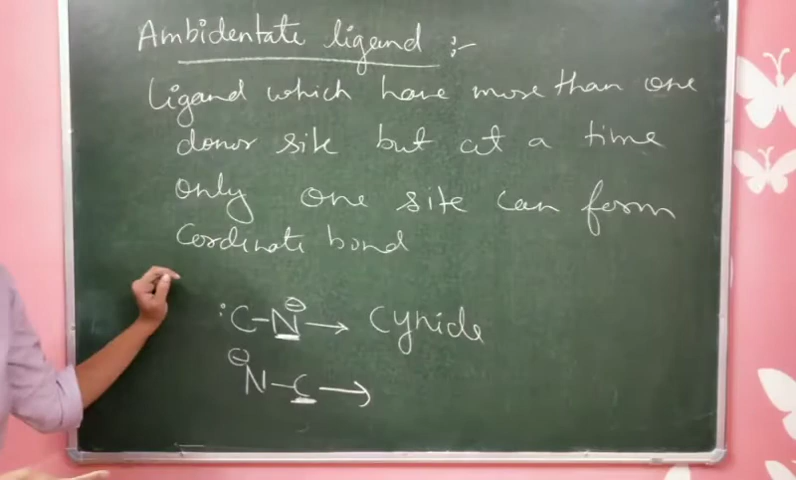 Ambidentate ligand :-
Ligand which have more than one
donor site but at a time
only one site can form
Cordinate bond
:C-N⊖ → Cynide
⊖N-C →